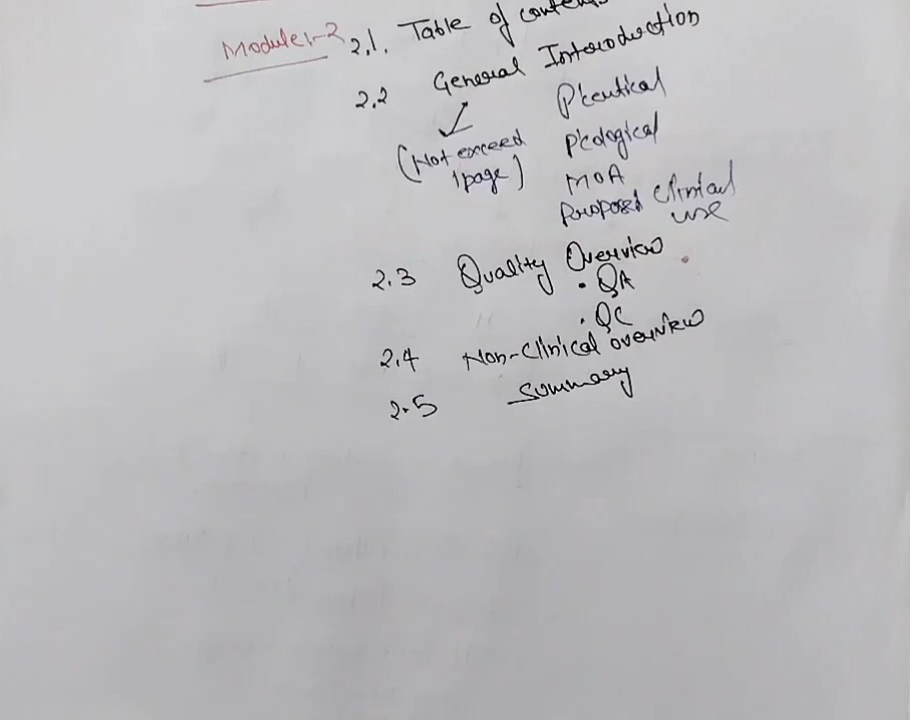 Module:-2 2.1. Table of contents
2.2 General Introduction
(Not exceed 1page)
P'ceutical
P'cological
MOA
Proposed Clinical use
2.3 Quality Overview
• QA
• QC
2.4 Non-Clinical overview
2.5 Summary